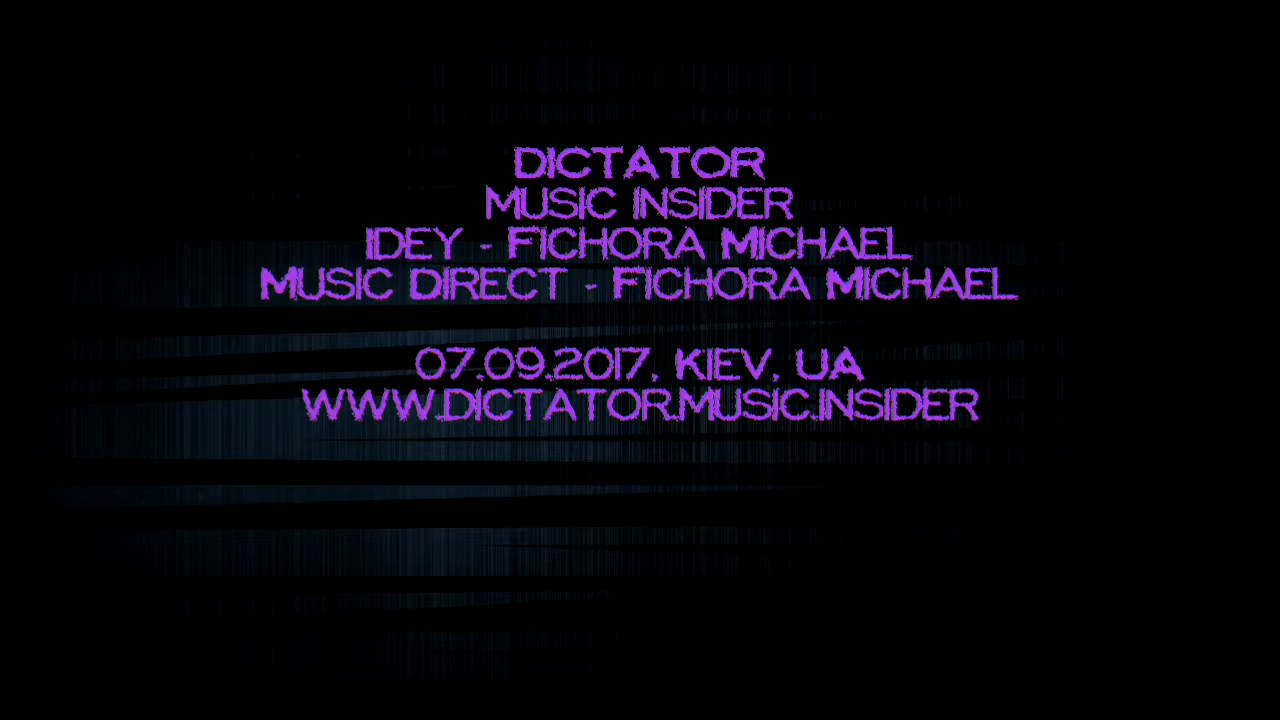 DICTATOR
MUSIC INSIDER
IDEY - FICHORA MICHAEL
MUSIC DIRECT - FICHORA MICHAEL
07.09.2017, KIEV, UA
WWW.DICTATOR.MUSIC.INSIDER